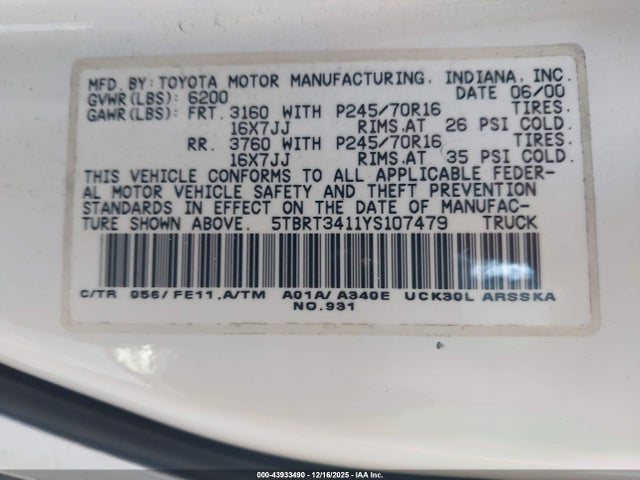 MFD. BY: TOYOTA MOTOR MANUFACTURING, INDIANA, INC.
GVWR(LBS): 6200 DATE 06/00
GAWR(LBS): FRT. 3160 WITH P245/70R16 TIRES,
16X7JJ RIMS,AT 26 PSI COLD.
RR. 3760 WITH P245/70R16 TIRES,
16X7JJ RIMS,AT 35 PSI COLD.
THIS VEHICLE CONFORMS TO ALL APPLICABLE FEDER-
AL MOTOR VEHICLE SAFETY AND THEFT PREVENTION
STANDARDS IN EFFECT ON THE DATE OF MANUFAC-
TURE SHOWN ABOVE. 5TBRT3411YS107479 TRUCK
C/TR 056/FE11,A/TM A01A/A340E UCK30L ARSSKA
NO.931
000-43933490 - 12/16/2025 - IAA Inc.